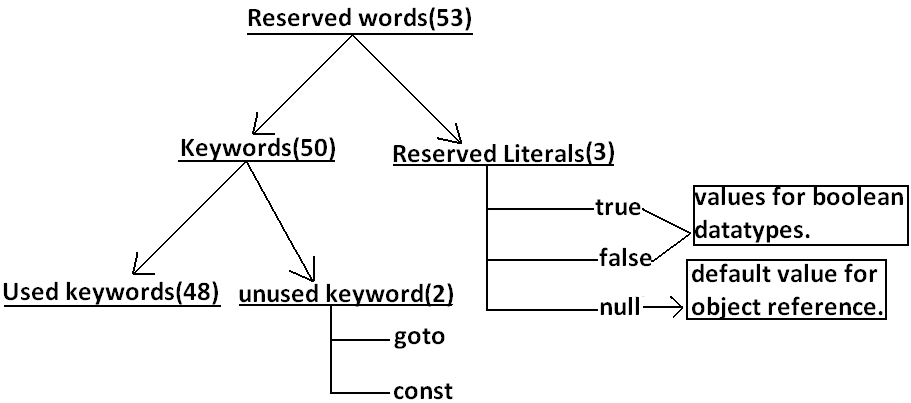 Reserved words(53)
Keywords(50)
Reserved Literals(3)
true
false
null
values for boolean
datatypes.
default value for
object reference.
Used keywords(48)
unused keyword(2)
goto
const